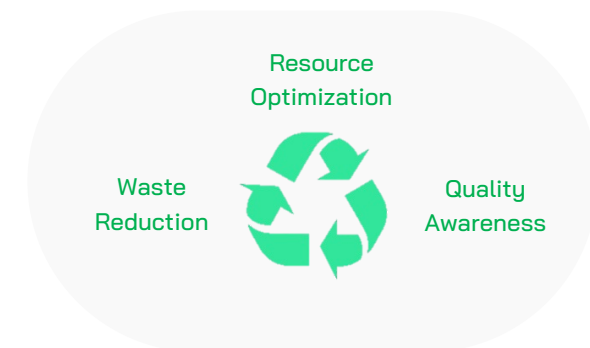 Resource
Optimization
Waste
Reduction
Quality
Awareness